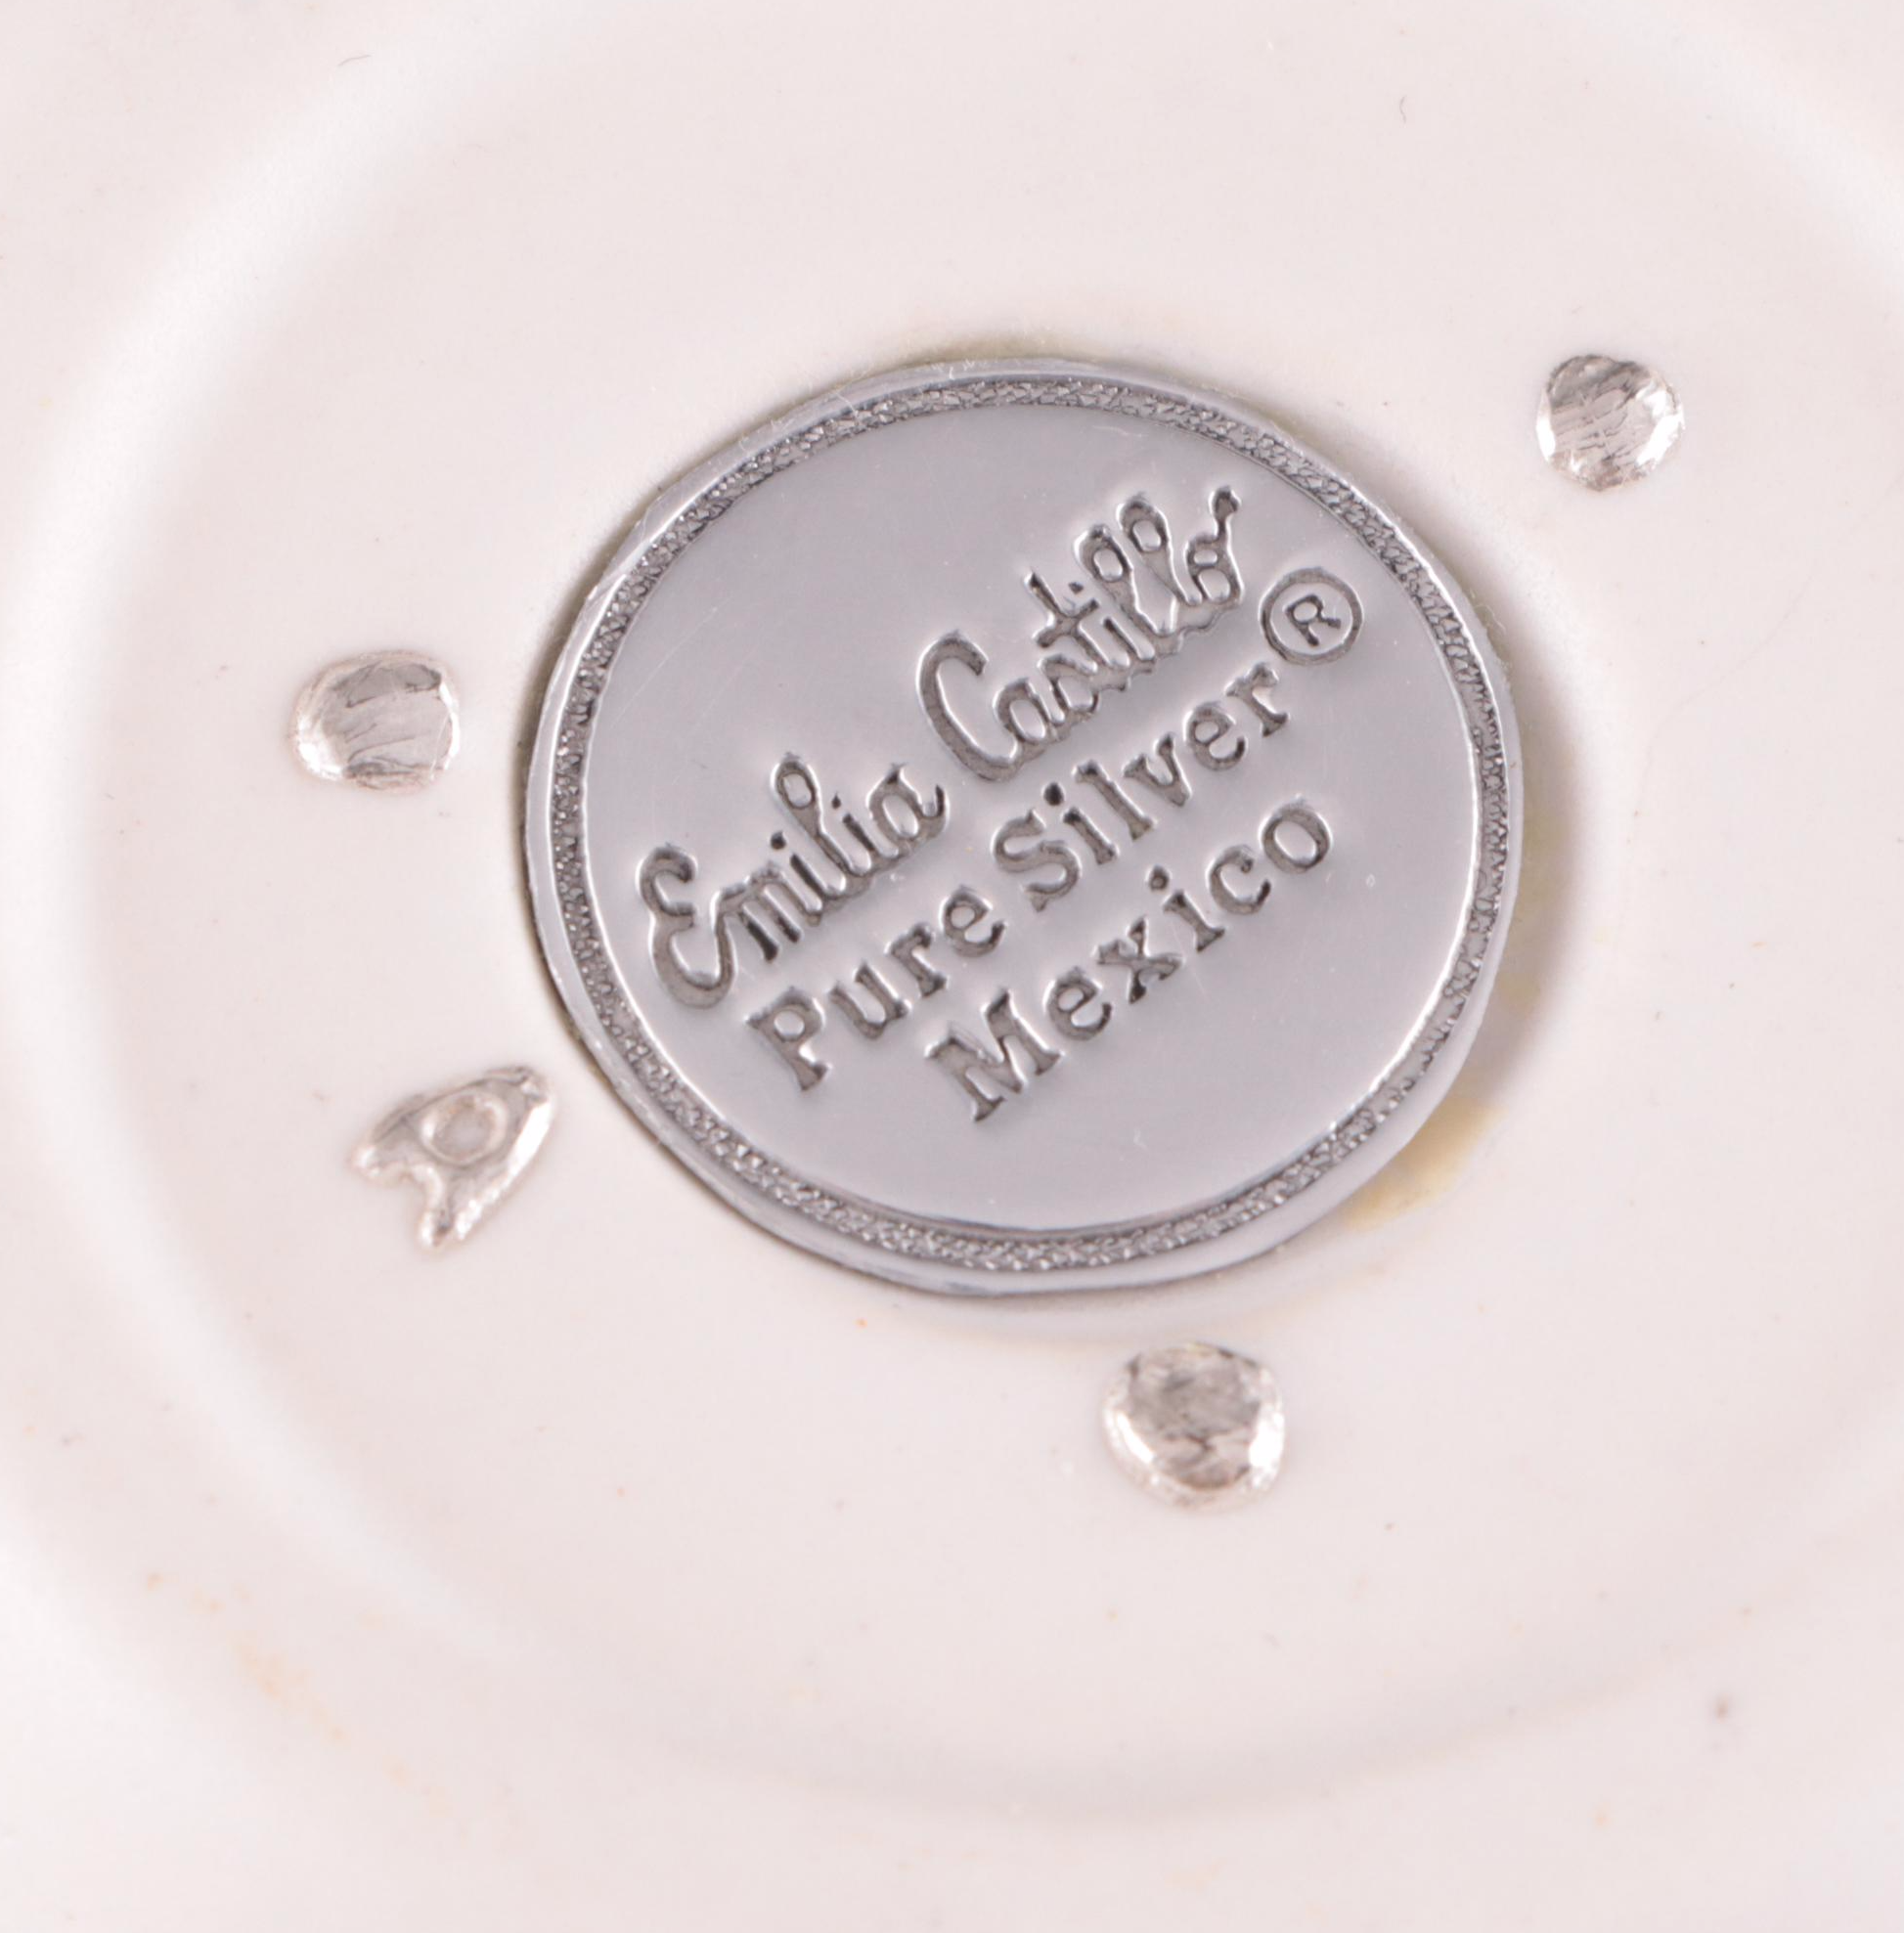 Emilia Castillo
Pure Silver®
Mexico
A